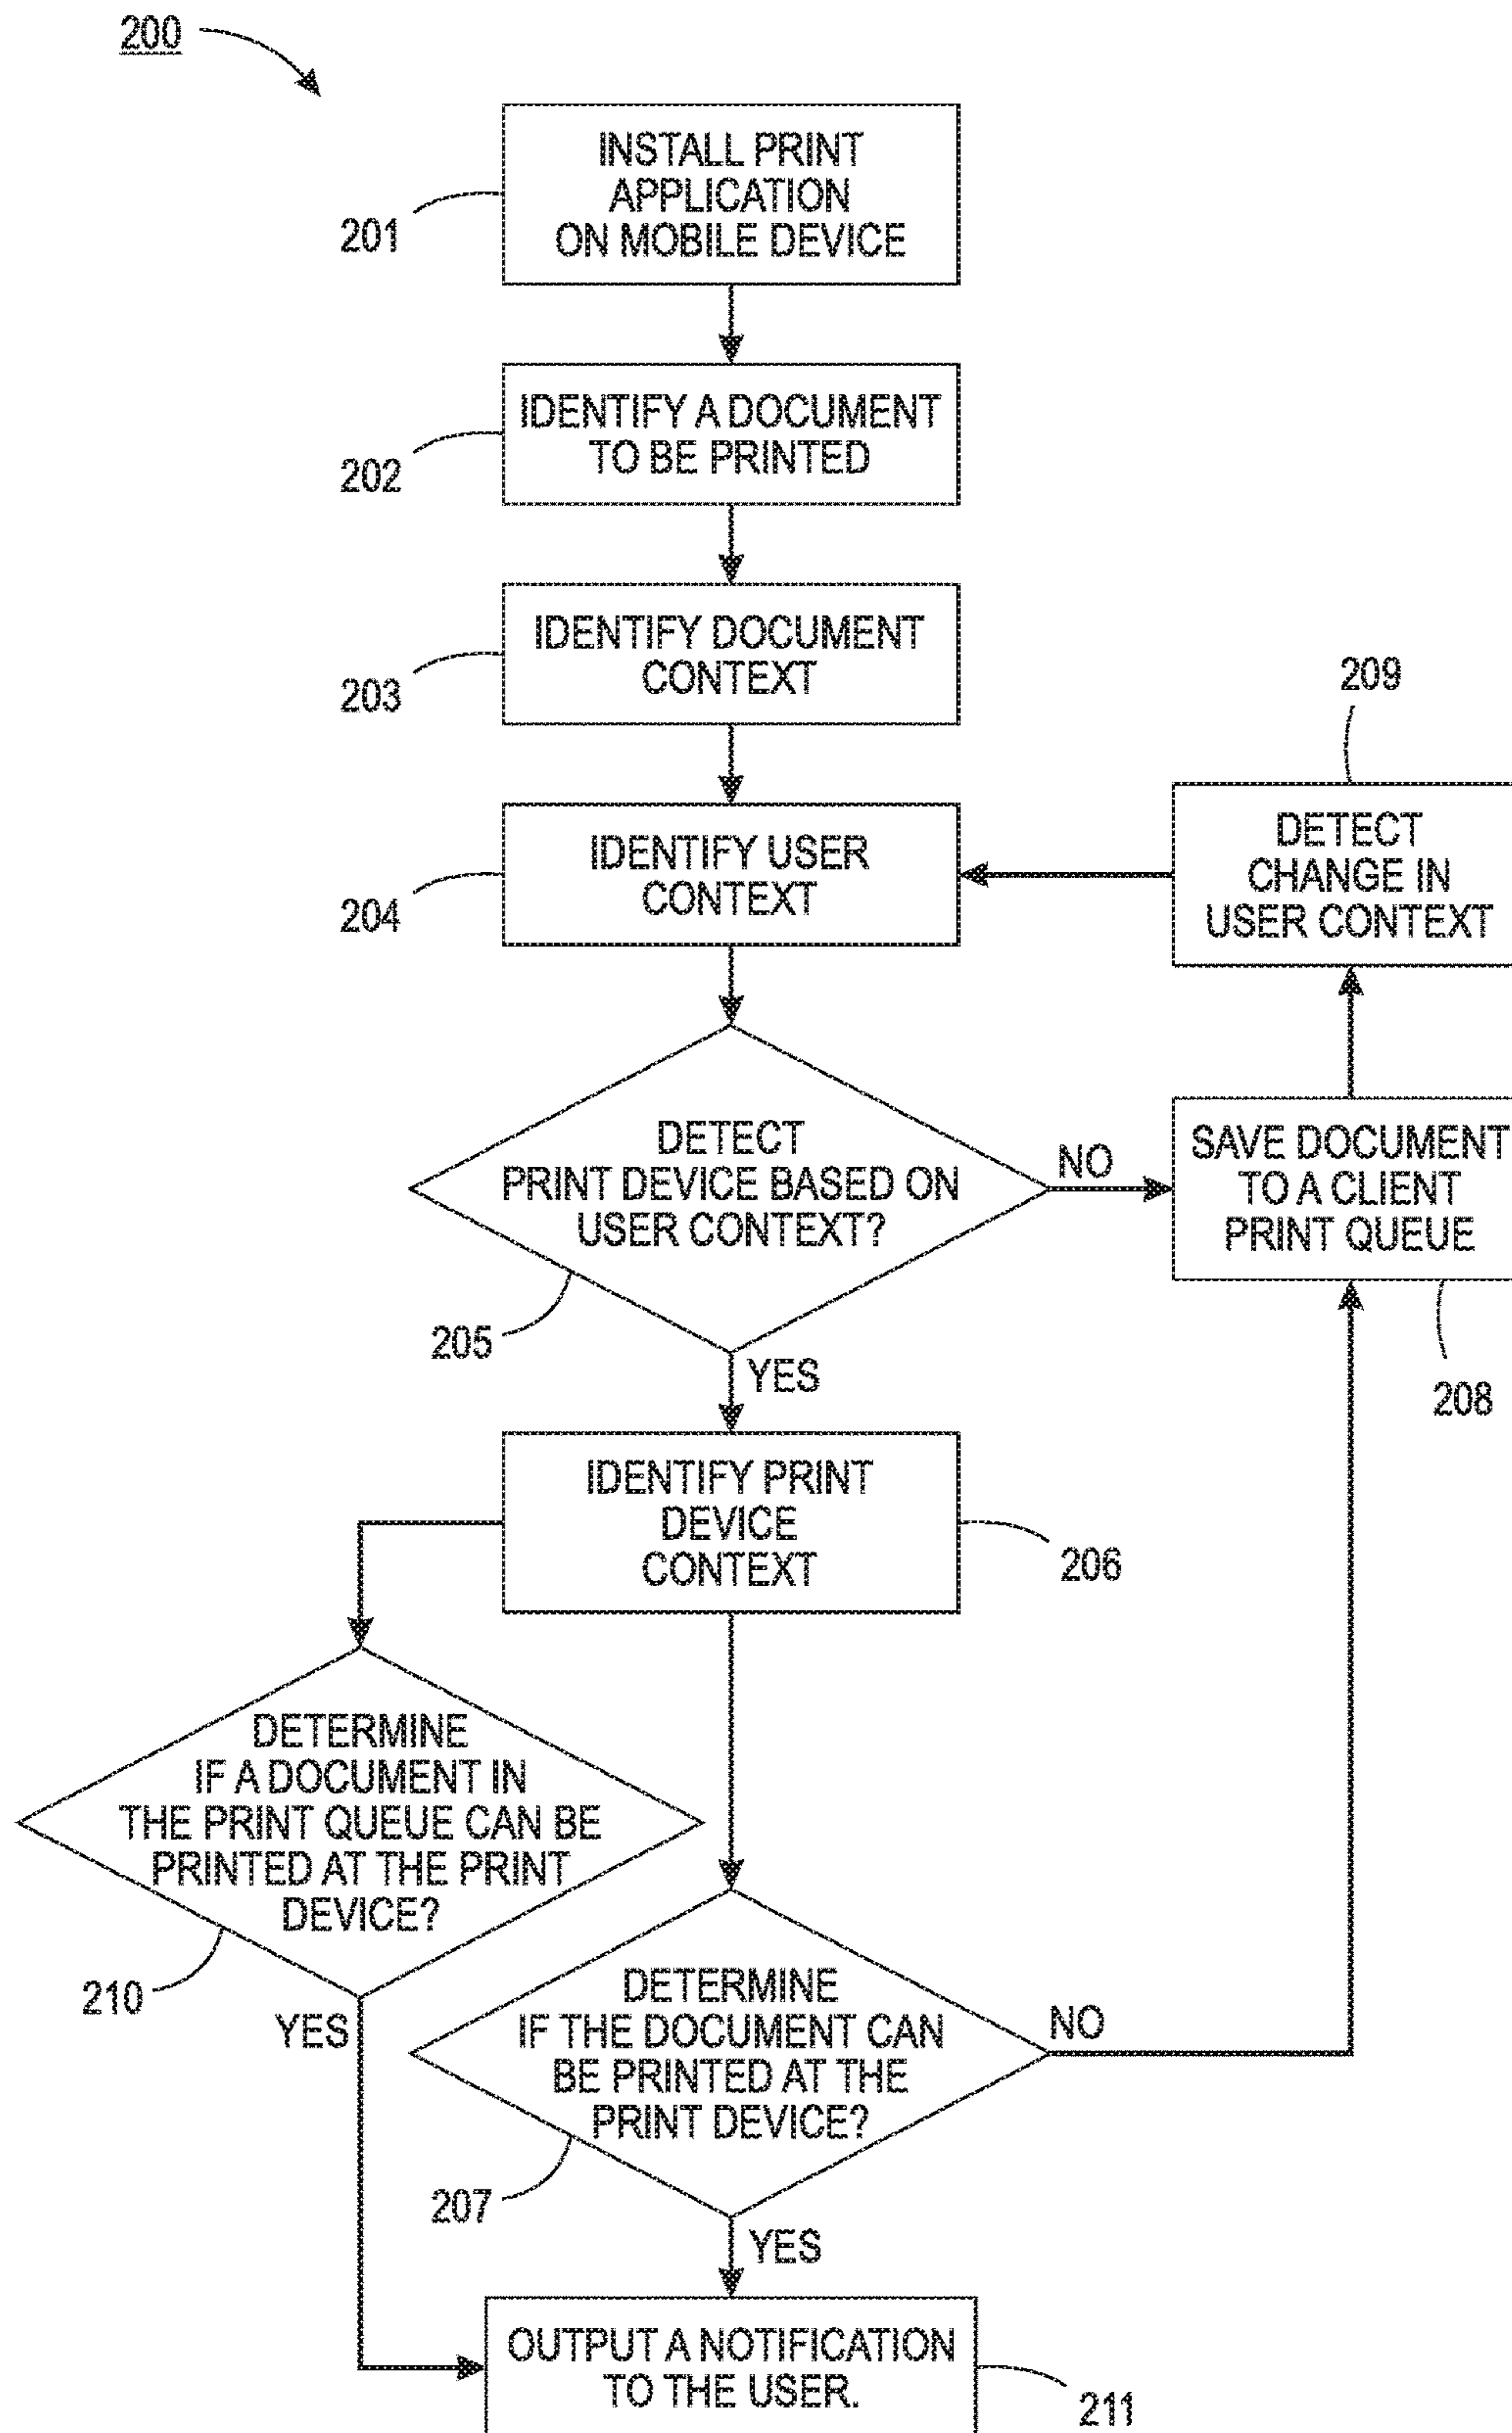 200
INSTALL PRINT
APPLICATION
ON MOBILE DEVICE
201
IDENTIFY A DOCUMENT
TO BE PRINTED
202
IDENTIFY DOCUMENT
CONTEXT
203
209
IDENTIFY USER
CONTEXT
204
DETECT
CHANGE IN
USER CONTEXT
DETECT
PRINT DEVICE BASED ON
USER CONTEXT?
205
NO
SAVE DOCUMENT
TO A CLIENT
PRINT QUEUE
208
YES
IDENTIFY PRINT
DEVICE
CONTEXT
206
DETERMINE
IF A DOCUMENT IN
THE PRINT QUEUE CAN BE
PRINTED AT THE PRINT
DEVICE?
210
YES
DETERMINE
IF THE DOCUMENT CAN
BE PRINTED AT THE
PRINT DEVICE?
207
NO
YES
OUTPUT A NOTIFICATION
TO THE USER.
211